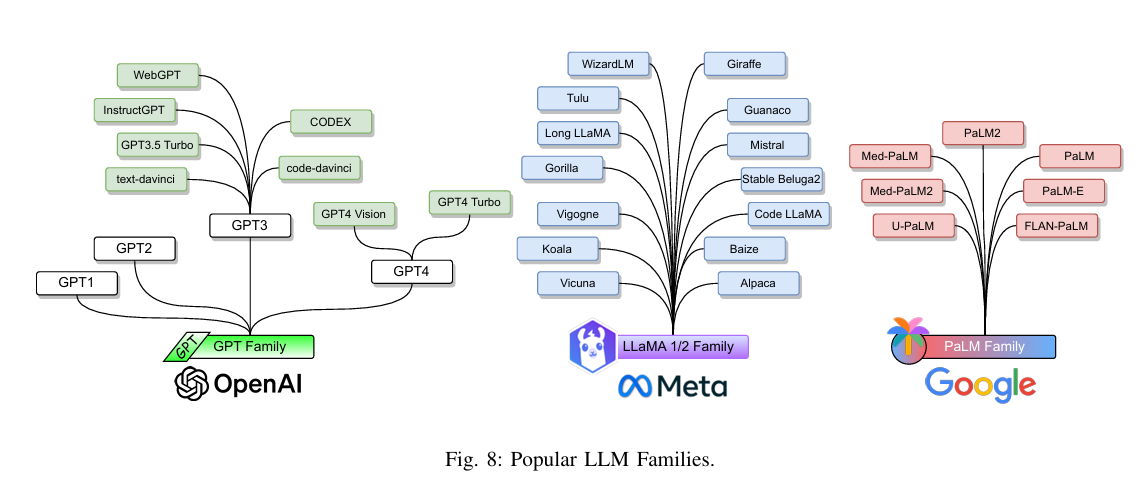 WebGPT
InstructGPT
GPT3.5 Turbo
text-davinci
CODEX
code-davinci
GPT3
GPT4 Vision
GPT4 Turbo
GPT4
GPT2
GPT1
GPT
GPT Family
OpenAI
WizardLM
Tulu
Long LLaMA
Gorilla
Vigogne
Koala
Vicuna
Giraffe
Guanaco
Mistral
Stable Beluga2
Code LLaMA
Baize
Alpaca
LLaMA 1/2 Family
Meta
PaLM2
Med-PaLM
Med-PaLM2
U-PaLM
PaLM
PaLM-E
FLAN-PaLM
PaLM Family
Google
Fig. 8: Popular LLM Families.